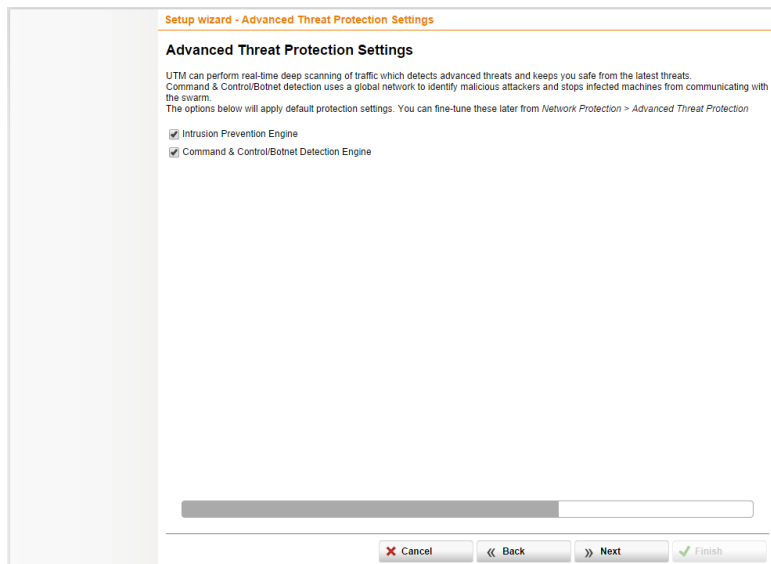 Setup wizard - Advanced Threat Protection Settings
Advanced Threat Protection Settings
UTM can perform real-time deep scanning of traffic which detects advanced threats and keeps you safe from the latest threats.
Command & Control/Botnet detection uses a global network to identify malicious attackers and stops infected machines from communicating with
the swarm.
The options below will apply default protection settings. You can fine-tune these later from Network Protection > Advanced Threat Protection
Intrusion Prevention Engine
Command & Control/Botnet Detection Engine
Cancel
Back
Next
Finish